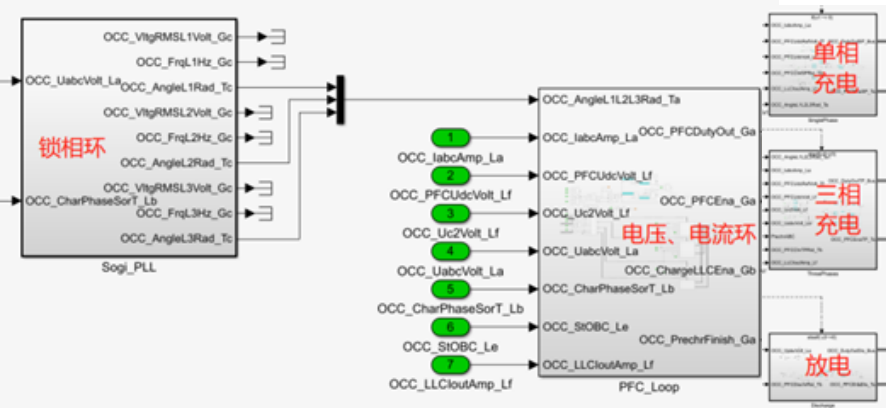 OCC_UabcVolt_La
OCC_CharPhaseSorT_Lb
锁相环
OCC_VltgRMSL1Volt_Gc
OCC_FrqL1Hz_Gc
OCC_AngleL1Rad_Tc
OCC_VltgRMSL2Volt_Gc
OCC_FrqL2Hz_Gc
OCC_AngleL2Rad_Tc
OCC_VltgRMSL3Volt_Gc
OCC_FrqL3Hz_Gc
OCC_AngleL3Rad_Tc
Sogi_PLL
1
OCC_IabcAmp_La
2
OCC_PFCUdcVolt_Lf
3
OCC_Uc2Volt_Lf
4
OCC_UabcVolt_La
5
OCC_CharPhaseSorT_Lb
6
OCC_StOBC_Le
7
OCC_LLCIoutAmp_Lf
OCC_AngleL1L2L3Rad_Ta
OCC_IabcAmp_La
OCC_PFCUdcVolt_Lf
OCC_Uc2Volt_Lf
OCC_UabcVolt_La
OCC_CharPhaseSorT_Lb
OCC_StOBC_Le
OCC_LLCIoutAmp_Lf
电压、电流环
OCC_PFCDutyOut_Ga
OCC_PFCEna_Ga
OCC_ChargeLLCEna_Gb
OCC_PrechrFinish_Ga
PFC_Loop
单相
充电
SinglePhase
三相
充电
ThreePhase
放电
Discharge